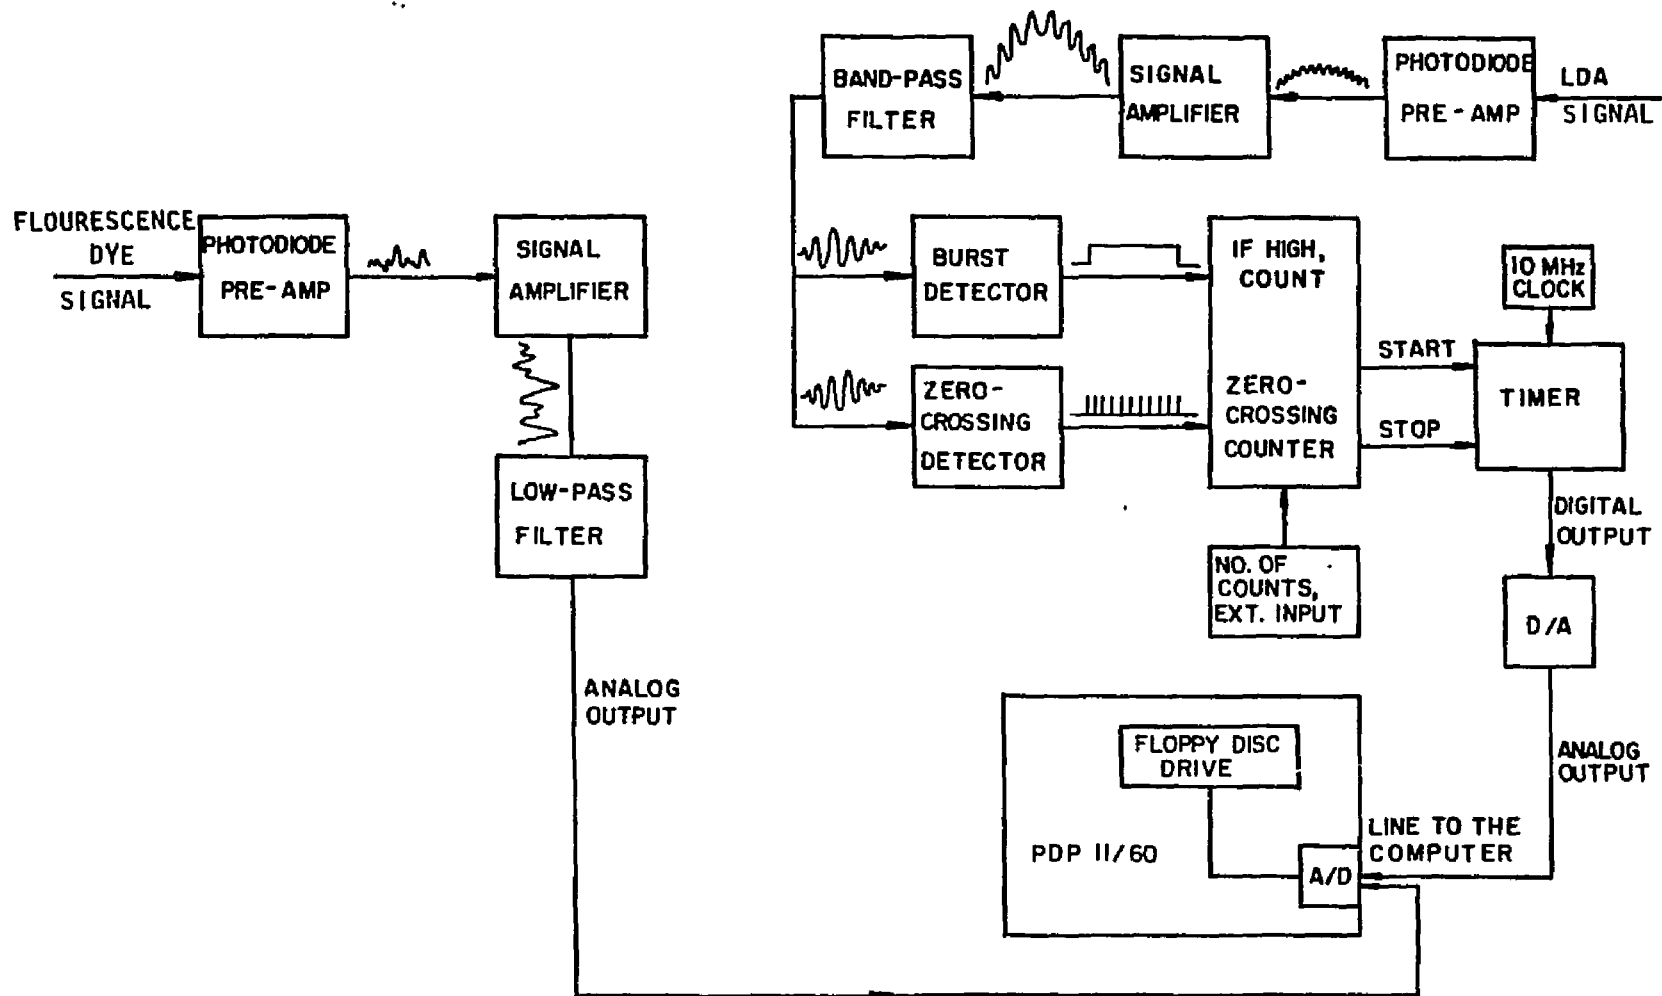 BAND-PASS
FILTER
SIGNAL
AMPLIFIER
PHOTODIODE
PRE-AMP
LDA
SIGNAL
FLOURESCENCE
DYE
SIGNAL
PHOTODIODE
PRE-AMP
SIGNAL
AMPLIFIER
LOW-PASS
FILTER
ANALOG
OUTPUT
BURST
DETECTOR
ZERO-
CROSSING
DETECTOR
IF HIGH,
COUNT
ZERO-
CROSSING
COUNTER
NO. OF
COUNTS,
EXT. INPUT
START
STOP
10 MHz
CLOCK
TIMER
DIGITAL
OUTPUT
D/A
ANALOG
OUTPUT
FLOPPY DISC
DRIVE
PDP 11/60
A/D
LINE TO THE
COMPUTER